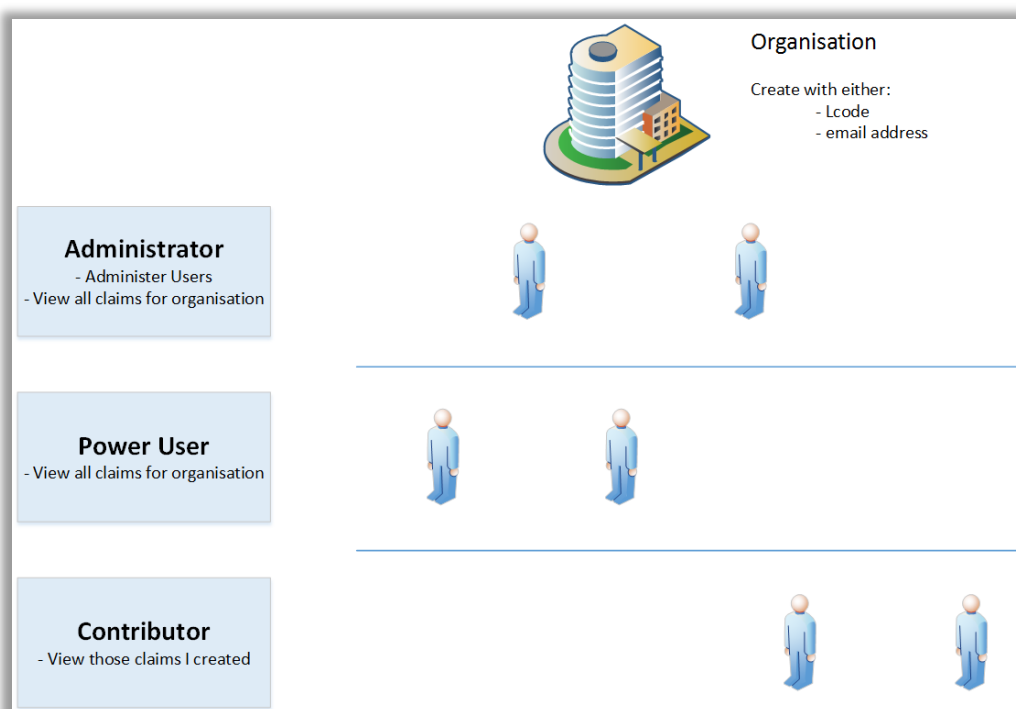 Organisation
Create with either:
- Lcode
- email address
Administrator
- Administer Users
- View all claims for organisation
Power User
- View all claims for organisation
Contributor
- View those claims I created